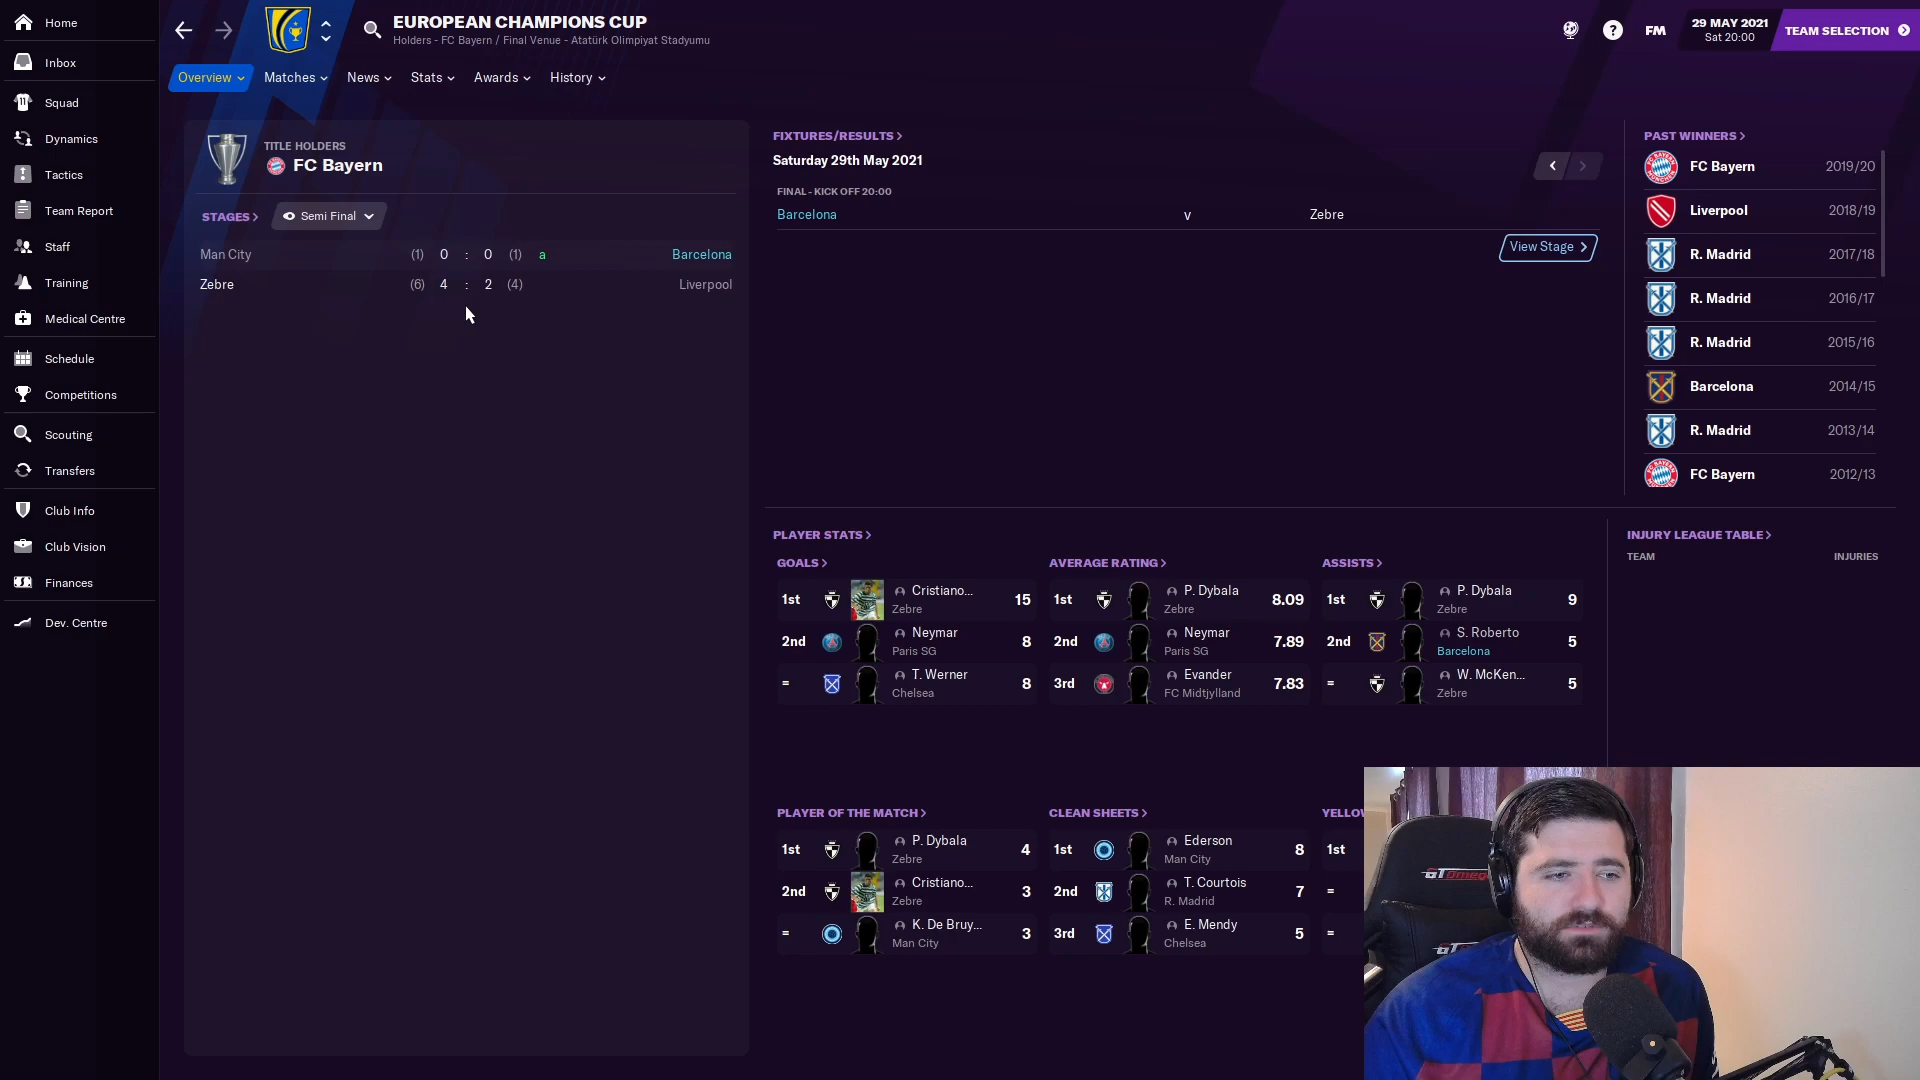 Home
Inbox
Squad
Dynamics
Tactics
Team Report
Staff
Training
Medical Centre
Schedule
Competitions
Scouting
Transfers
Club Info
Club Vision
Finances
Dev. Centre
EUROPEAN CHAMPIONS CUP
Holders - FC Bayern / Final Venue - Atatürk Olimpiyat Stadyumu
FM
29 MAY 2021
Sat 20:00
TEAM SELECTION
Overview
Matches
News
Stats
Awards
History
TITLE HOLDERS
FC Bayern
STAGES
Semi Final
Man City (1) 0 : 0 (1) a Barcelona
Zebre (6) 4 : 2 (4) Liverpool
FIXTURES/RESULTS
Saturday 29th May 2021
FINAL - KICK OFF 20:00
Barcelona v Zebre
View Stage
PAST WINNERS
FC Bayern 2019/20
Liverpool 2018/19
R. Madrid 2017/18
R. Madrid 2016/17
R. Madrid 2015/16
Barcelona 2014/15
R. Madrid 2013/14
FC Bayern 2012/13
PLAYER STATS
GOALS
1st Cristiano... 15
Zebre
2nd Neymar 8
Paris SG
= T. Werner 8
Chelsea
AVERAGE RATING
1st P. Dybala 8.09
Zebre
2nd Neymar 7.89
Paris SG
3rd Evander 7.83
FC Midtjylland
ASSISTS
1st P. Dybala 9
Zebre
2nd S. Roberto 5
Barcelona
= W. McKen... 5
Zebre
INJURY LEAGUE TABLE
TEAM INJURIES
PLAYER OF THE MATCH
1st P. Dybala 4
Zebre
2nd Cristiano... 3
Zebre
= K. De Bruy... 3
Man City
CLEAN SHEETS
1st Ederson 8
Man City
2nd T. Courtois 7
R. Madrid
3rd E. Mendy 5
Chelsea
YELLOW
1st
=
=